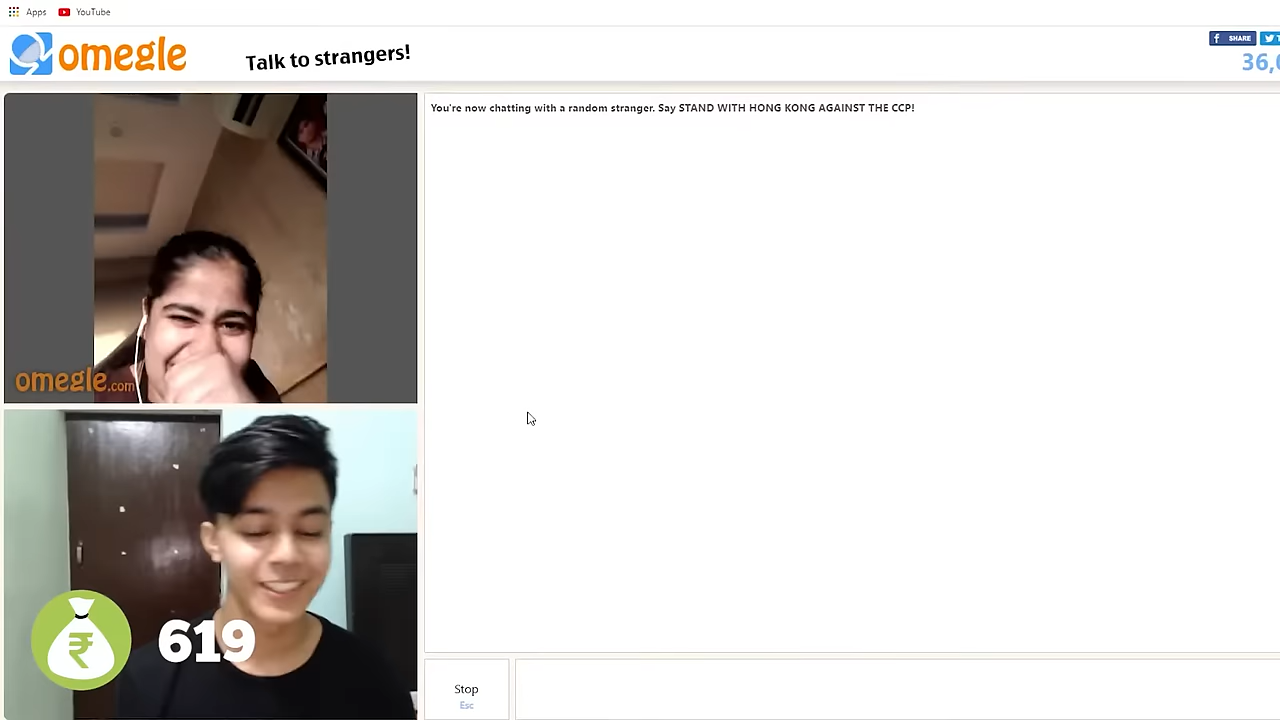 Apps YouTube
omegle Talk to strangers!
SHARE
36,
You're now chatting with a random stranger. Say STAND WITH HONG KONG AGAINST THE CCP!
omegle.com
₹ 619
Stop
Esc